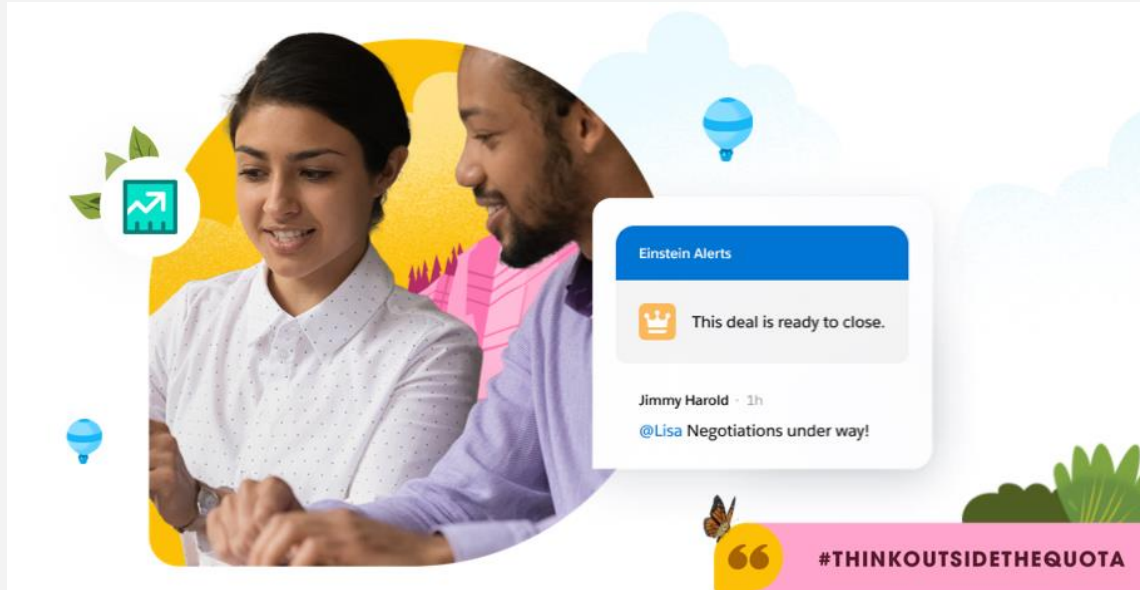 Einstein Alerts
This deal is ready to close.
Jimmy Harold · 1h
@Lisa Negotiations under way!
“ #THINKOUTSIDETHEQUOTA